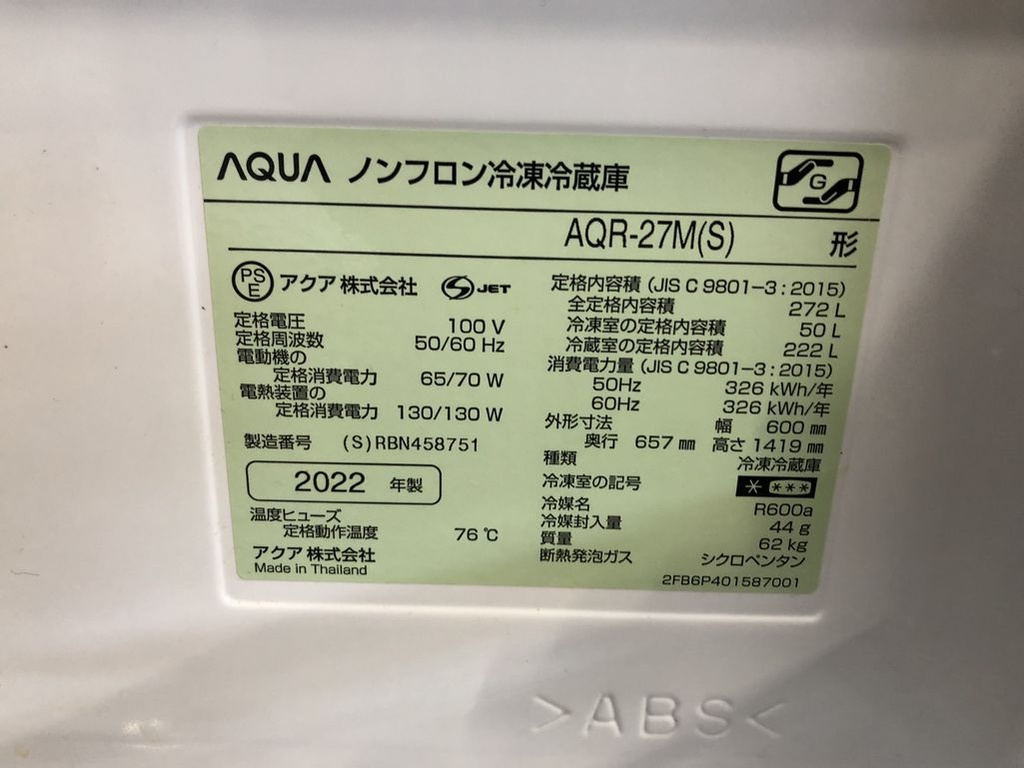 AQUA ノンフロン冷凍冷蔵庫
G
AQR-27M(S) 形
PSE アクア 株式会社 S JET
定格電圧 100 V
定格周波数 50/60 Hz
電動機の
定格消費電力 65/70 W
電熱装置の
定格消費電力 130/130 W
製造番号 (S)RBN458751
2022 年製
温度ヒューズ
定格動作温度 76 ℃
アクア 株式会社
Made in Thailand
定格内容積 (JIS C 9801-3:2015)
全定格内容積 272 L
冷凍室の定格内容積 50 L
冷蔵室の定格内容積 222 L
消費電力量 (JIS C 9801-3:2015)
50Hz 326 kWh/年
60Hz 326 kWh/年
外形寸法 幅 600 mm
奥行 657 mm 高さ 1419 mm
種類 冷凍冷蔵庫
冷凍室の記号 * ***
冷媒名 R600a
冷媒封入量 44 g
質量 62 kg
断熱発泡ガス シクロペンタン
2FB6P401587001
>ABS<